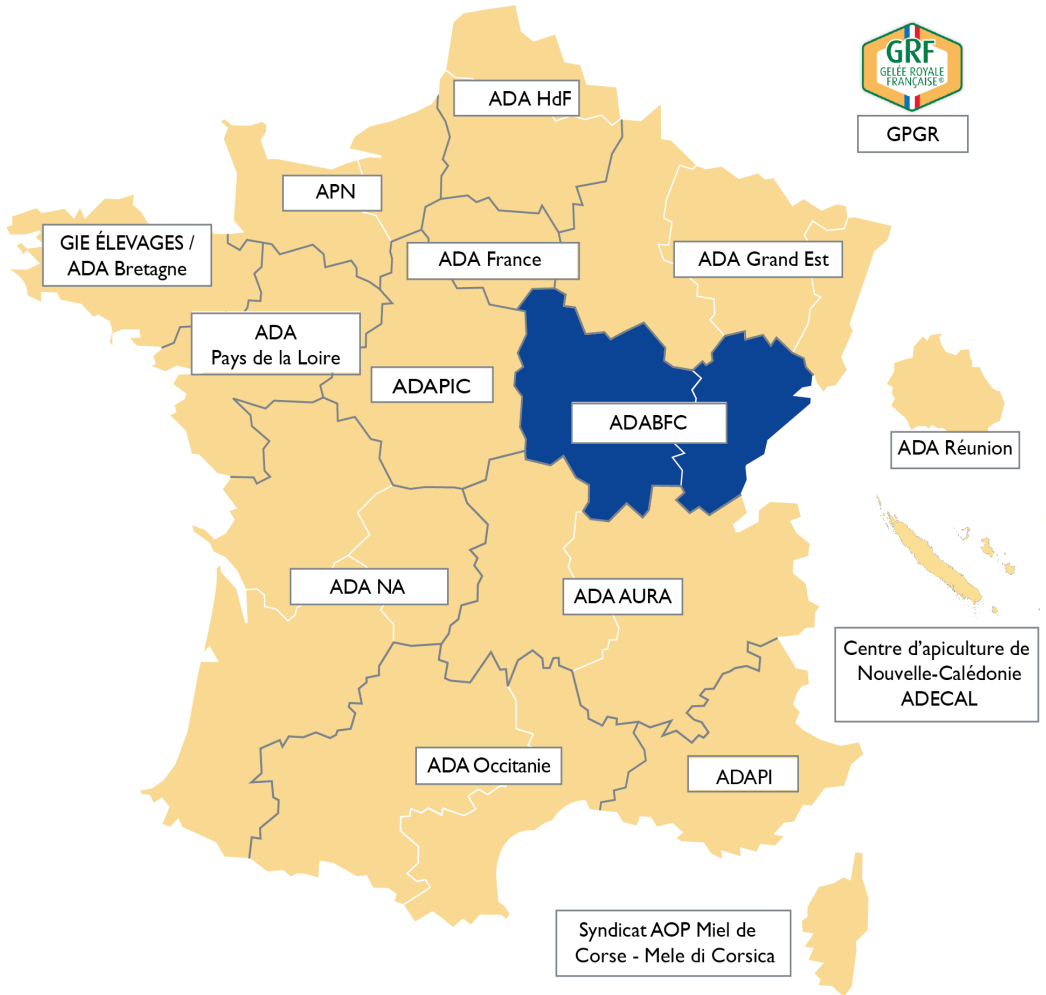 GRF
GELÉE ROYALE
FRANÇAISE®
GPGR
ADA HdF
APN
GIE ÉLEVAGES /
ADA Bretagne
ADA France
ADA Grand Est
ADA
Pays de la Loire
ADAPIC
ADABFC
ADA Réunion
ADA NA
ADA AURA
Centre d'apiculture de
Nouvelle-Calédonie
ADECAL
ADA Occitanie
ADAPI
Syndicat AOP Miel de
Corse - Mele di Corsica